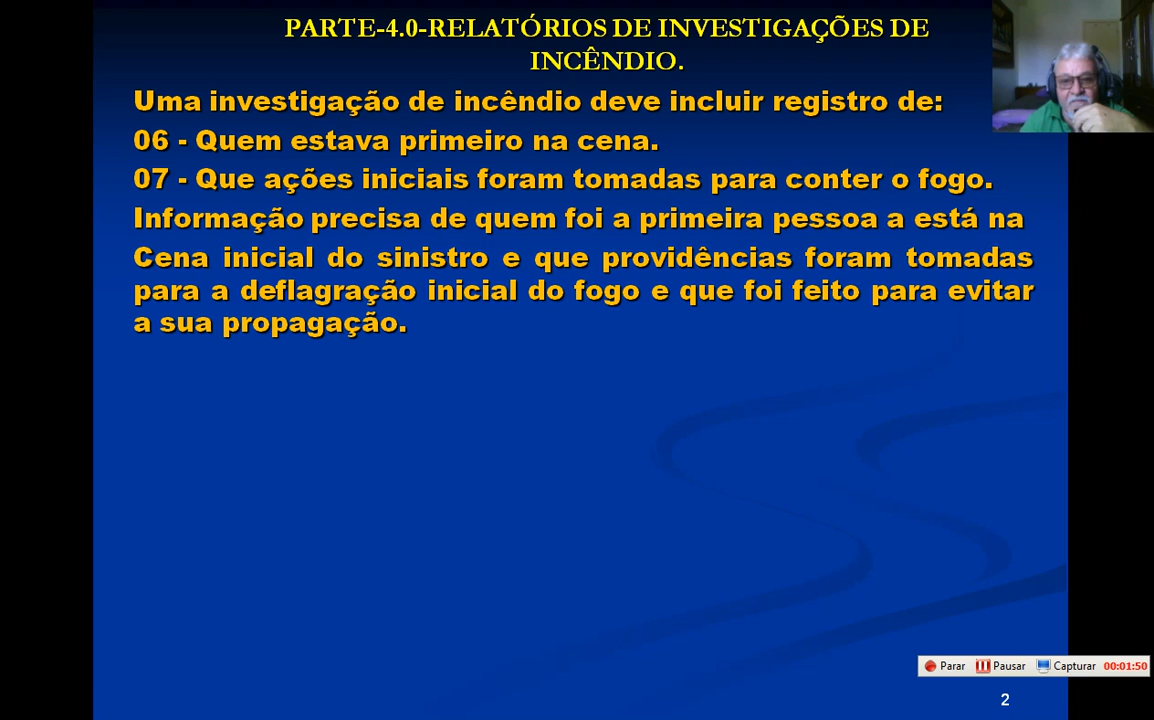 PARTE-4.0-RELATÓRIOS DE INVESTIGAÇÕES DE
INCÊNDIO.
Uma investigação de incêndio deve incluir registro de:
06 - Quem estava primeiro na cena.
07 - Que ações iniciais foram tomadas para conter o fogo.
Informação precisa de quem foi a primeira pessoa a está na
Cena inicial do sinistro e que providências foram tomadas
para a deflagração inicial do fogo e que foi feito para evitar
a sua propagação.
Parar Pausar Capturar 00:01:50
2